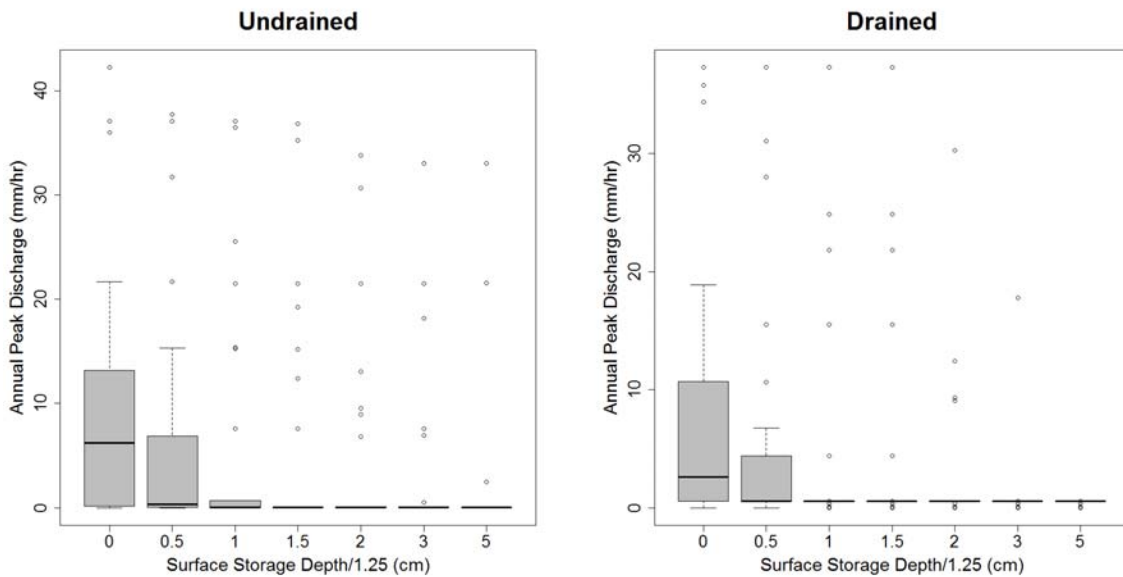 Undrained
Annual Peak Discharge (mm/hr)
40
30
20
10
0
0 0.5 1 1.5 2 3 5
Surface Storage Depth/1.25 (cm)
Drained
Annual Peak Discharge (mm/hr)
30
20
10
0
0 0.5 1 1.5 2 3 5
Surface Storage Depth/1.25 (cm)